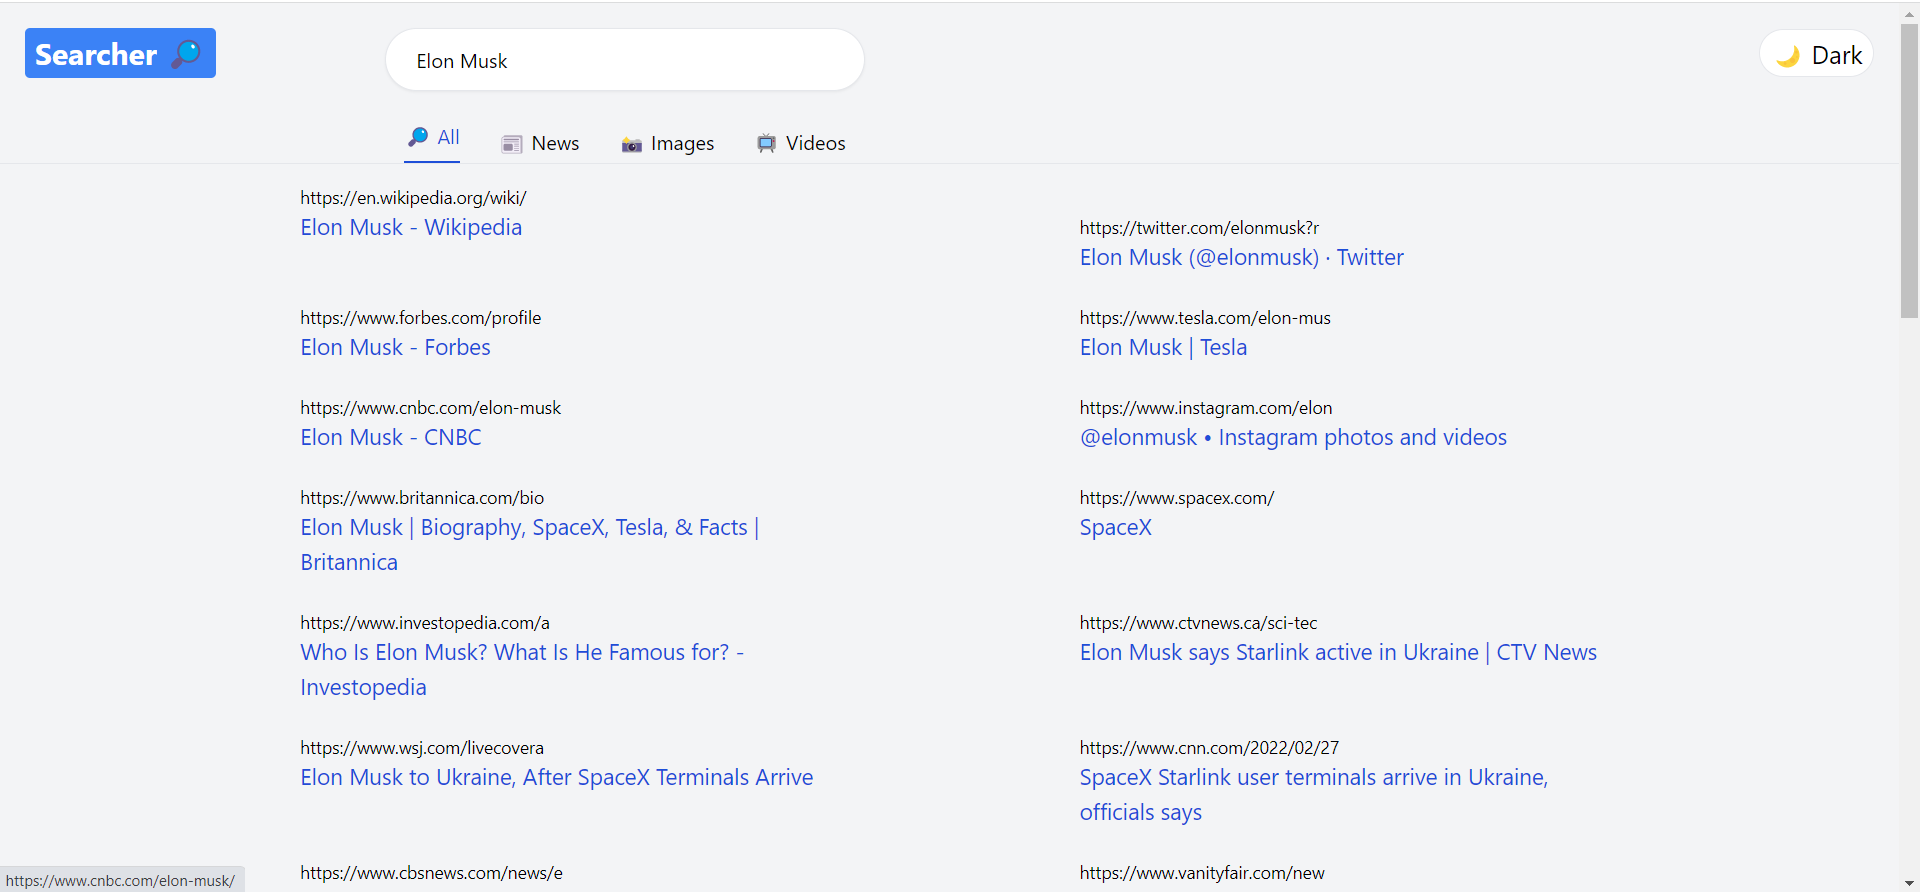 Searcher
Elon Musk
Dark
All
News
Images
Videos
https://en.wikipedia.org/wiki/
Elon Musk - Wikipedia
https://twitter.com/elonmusk?r
Elon Musk (@elonmusk) · Twitter
https://www.forbes.com/profile
Elon Musk - Forbes
https://www.tesla.com/elon-mus
Elon Musk | Tesla
https://www.cnbc.com/elon-musk
Elon Musk - CNBC
https://www.instagram.com/elon
@elonmusk • Instagram photos and videos
https://www.britannica.com/bio
Elon Musk | Biography, SpaceX, Tesla, & Facts |
Britannica
https://www.spacex.com/
SpaceX
https://www.investopedia.com/a
Who Is Elon Musk? What Is He Famous for? -
Investopedia
https://www.ctvnews.ca/sci-tec
Elon Musk says Starlink active in Ukraine | CTV News
https://www.wsj.com/livecovera
Elon Musk to Ukraine, After SpaceX Terminals Arrive
https://www.cnn.com/2022/02/27
SpaceX Starlink user terminals arrive in Ukraine,
officials says
https://www.cbsnews.com/news/e
https://www.vanityfair.com/new
https://www.cnbc.com/elon-musk/